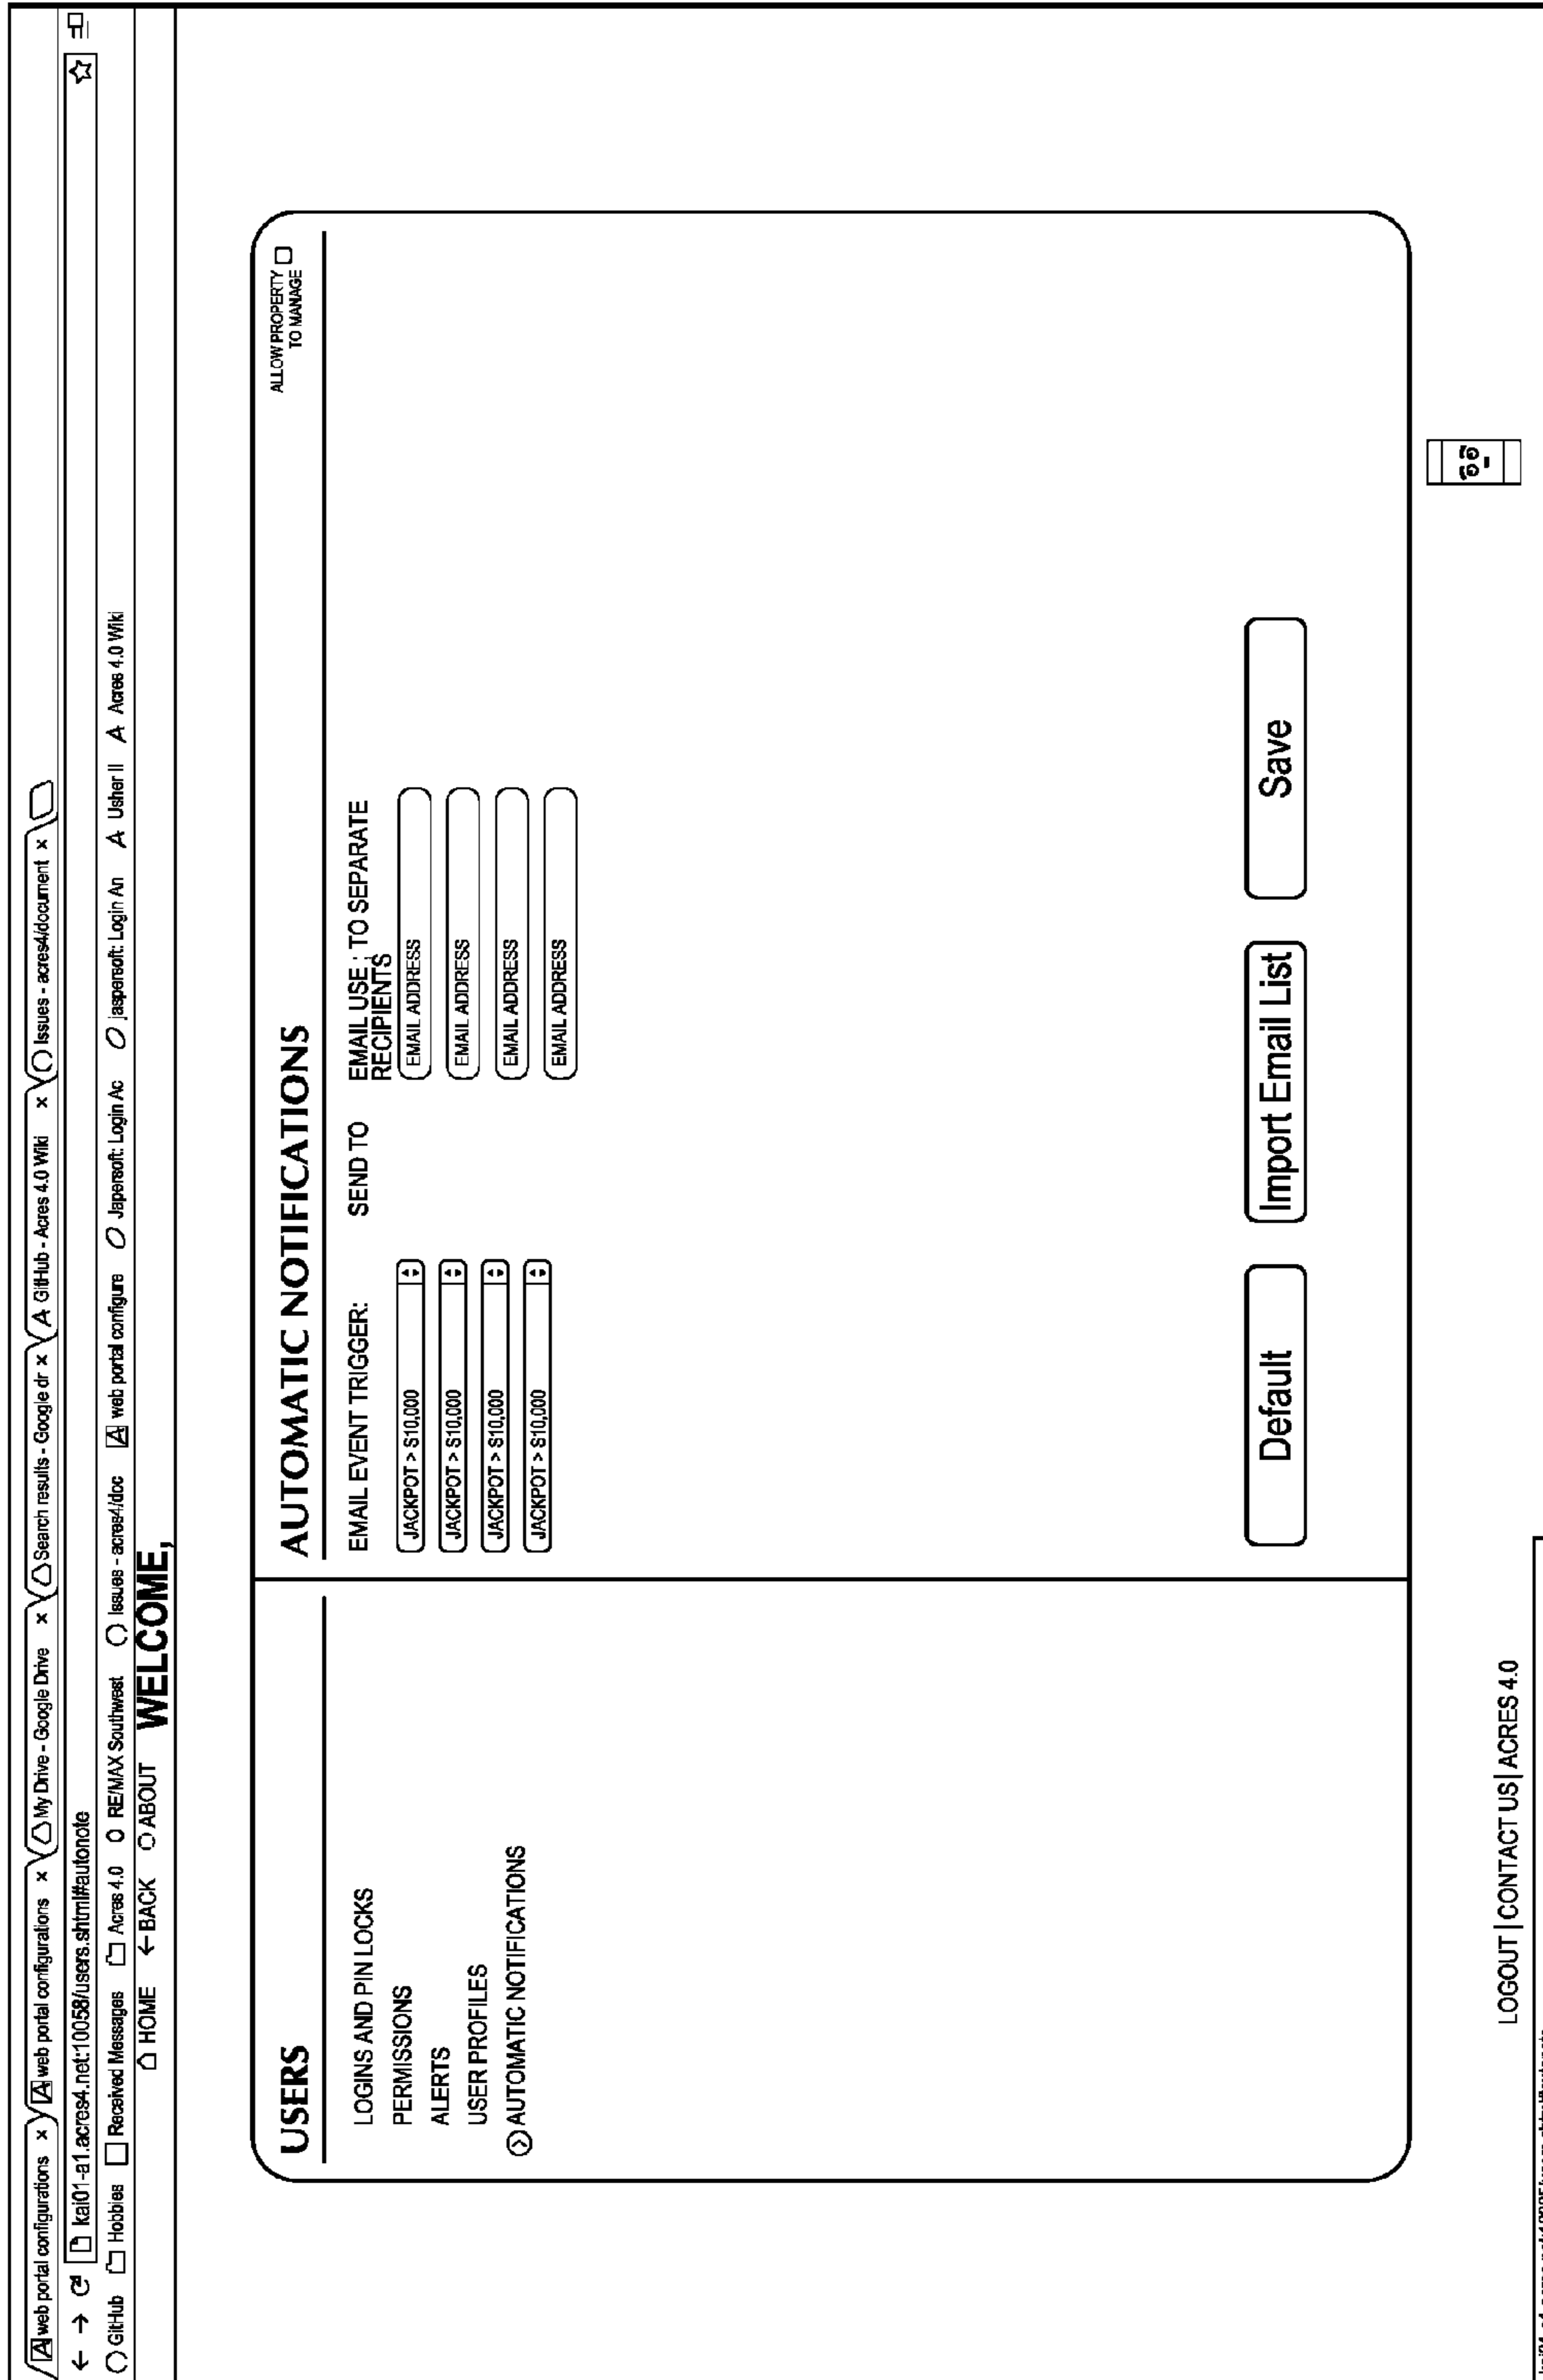 web portal configurations x web portal configurations x My Drive - Google Drive x Search results - Google dr x GitHub - Acres 4.0 Wiki x Issues - acres4/document x
kai01-a1.acres4.net:10058/users.shtml#autonote
GitHub Hobbies Received Messages Acres 4.0 RE/MAX Southwest Issues - acres4/doc web portal configure Japersoft: Login Ac jaspersoft: Login An Usher II Acres 4.0 Wiki
HOME BACK ABOUT WELCOME,
USERS
LOGINS AND PIN LOCKS
PERMISSIONS
ALERTS
USER PROFILES
AUTOMATIC NOTIFICATIONS
AUTOMATIC NOTIFICATIONS
ALLOW PROPERTY
TO MANAGE
EMAIL EVENT TRIGGER: SEND TO EMAIL USE ; TO SEPARATE
RECIPIENTS
JACKPOT > S10,000 EMAIL ADDRESS
JACKPOT > S10,000 EMAIL ADDRESS
JACKPOT > S10,000 EMAIL ADDRESS
JACKPOT > S10,000 EMAIL ADDRESS
Default Import Email List Save
LOGOUT | CONTACT US | ACRES 4.0